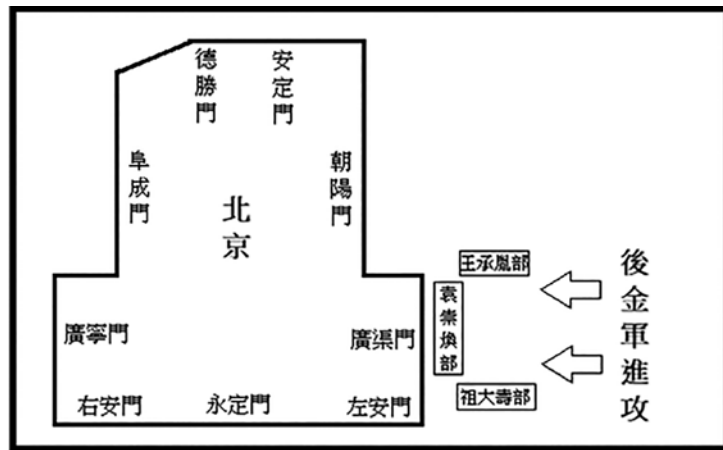 德勝門
安定門
阜成門
朝陽門
北京
王承胤部
後金軍進攻
袁崇煥部
廣寧門
廣渠門
祖大壽部
右安門
永定門
左安門